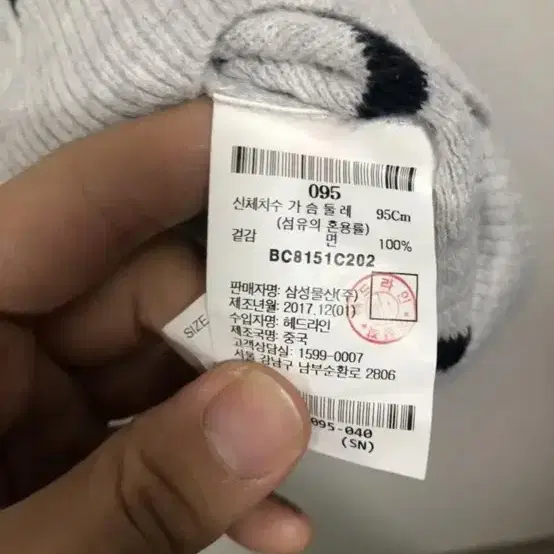 095
신체치수 가 슴 둘 레 95Cm
(섬유의 혼용률)
겉감 면 100%
BC8151C202
판매자명: 삼성물산(주)
제조년월: 2017.12(01)
수입자명: 헤드라인
제조국명: 중국
고객상담실: 1599-0007
서울 강남구 남부순환로 2806
095-040
(SN)
SIZE